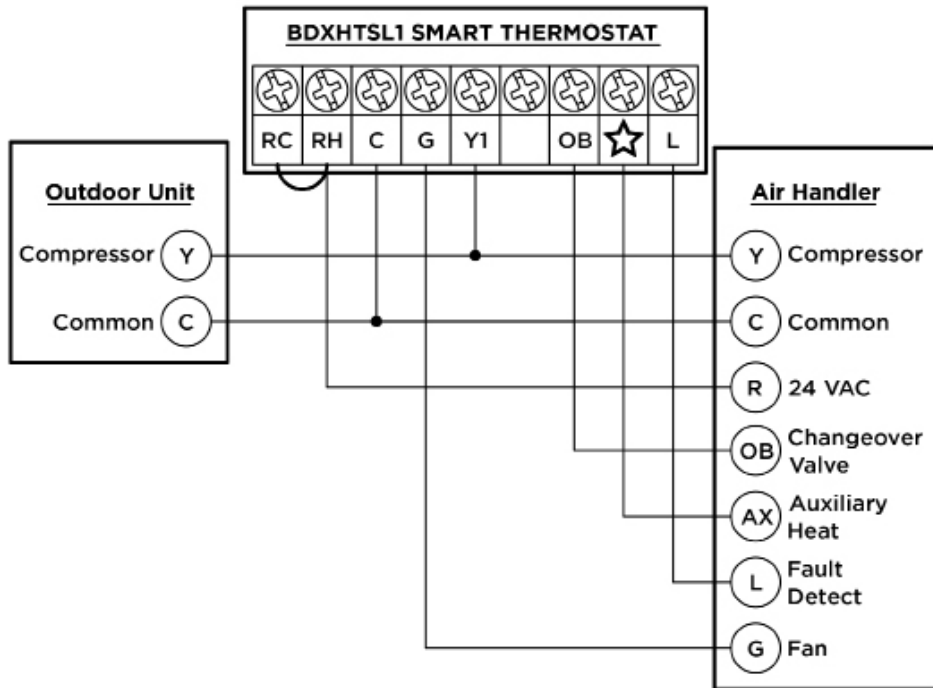 BDXHTSL1 SMART THERMOSTAT
RC RH C G Y1 OB ☆ L
Outdoor Unit
Compressor Y
Common C
Air Handler
Y Compressor
C Common
R 24 VAC
OB Changeover
Valve
AX Auxiliary
Heat
L Fault
Detect
G Fan